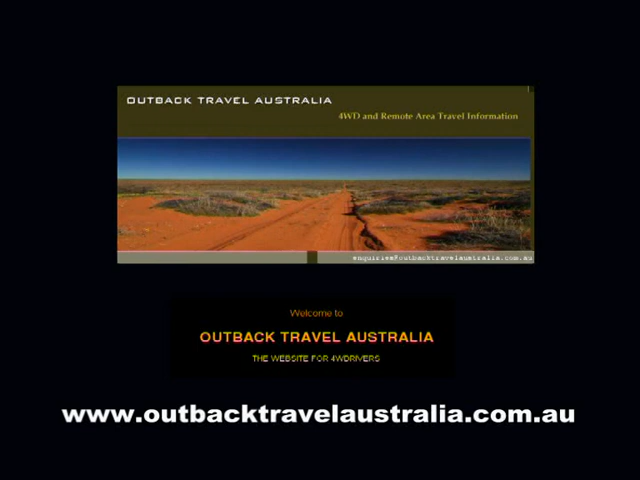 OUTBACK TRAVEL AUSTRALIA
4WD and Remote Area Travel Information
enquiries@outbacktravelaustralia.com.au
Welcome to
OUTBACK TRAVEL AUSTRALIA
THE WEBSITE FOR 4WDRIVERS
www.outbacktravelaustralia.com.au